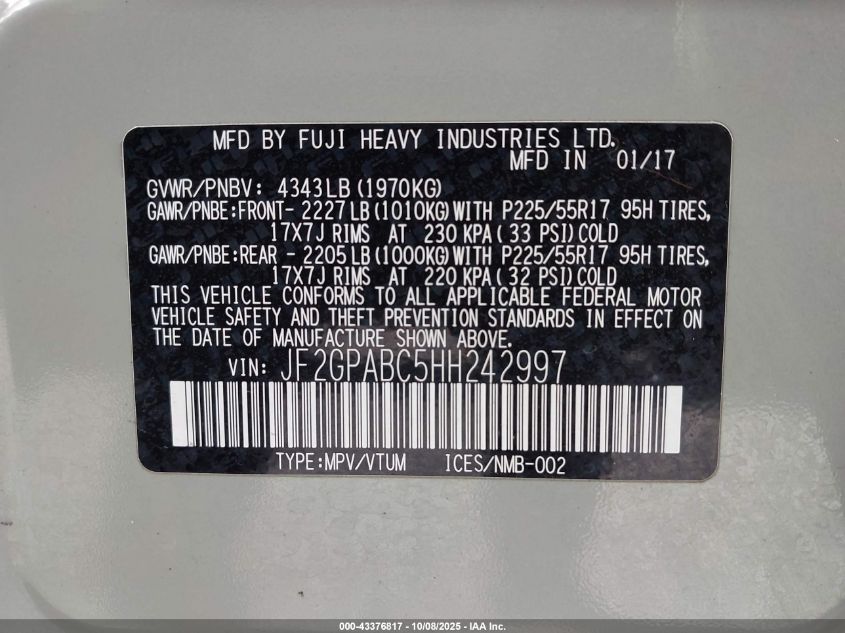 MFD BY FUJI HEAVY INDUSTRIES LTD.
MFD IN 01/17
GVWR/PNBV: 4343LB (1970KG)
GAWR/PNBE:FRONT- 2227 LB (1010KG) WITH P225/55R17 95H TIRES,
17X7J RIMS AT 230 KPA ( 33 PSI) COLD
GAWR/PNBE:REAR - 2205 LB (1000KG) WITH P225/55R17 95H TIRES,
17X7J RIMS AT 220 KPA ( 32 PSI) COLD
THIS VEHICLE CONFORMS TO ALL APPLICABLE FEDERAL MOTOR
VEHICLE SAFETY AND THEFT PREVENTION STANDARDS IN EFFECT ON
THE DATE OF MANUFACTURE SHOWN ABOVE.
VIN: JF2GPABC5HH242997
TYPE:MPV/VTUM ICES/NMB-002
000-43376817 - 10/08/2025 - IAA Inc.